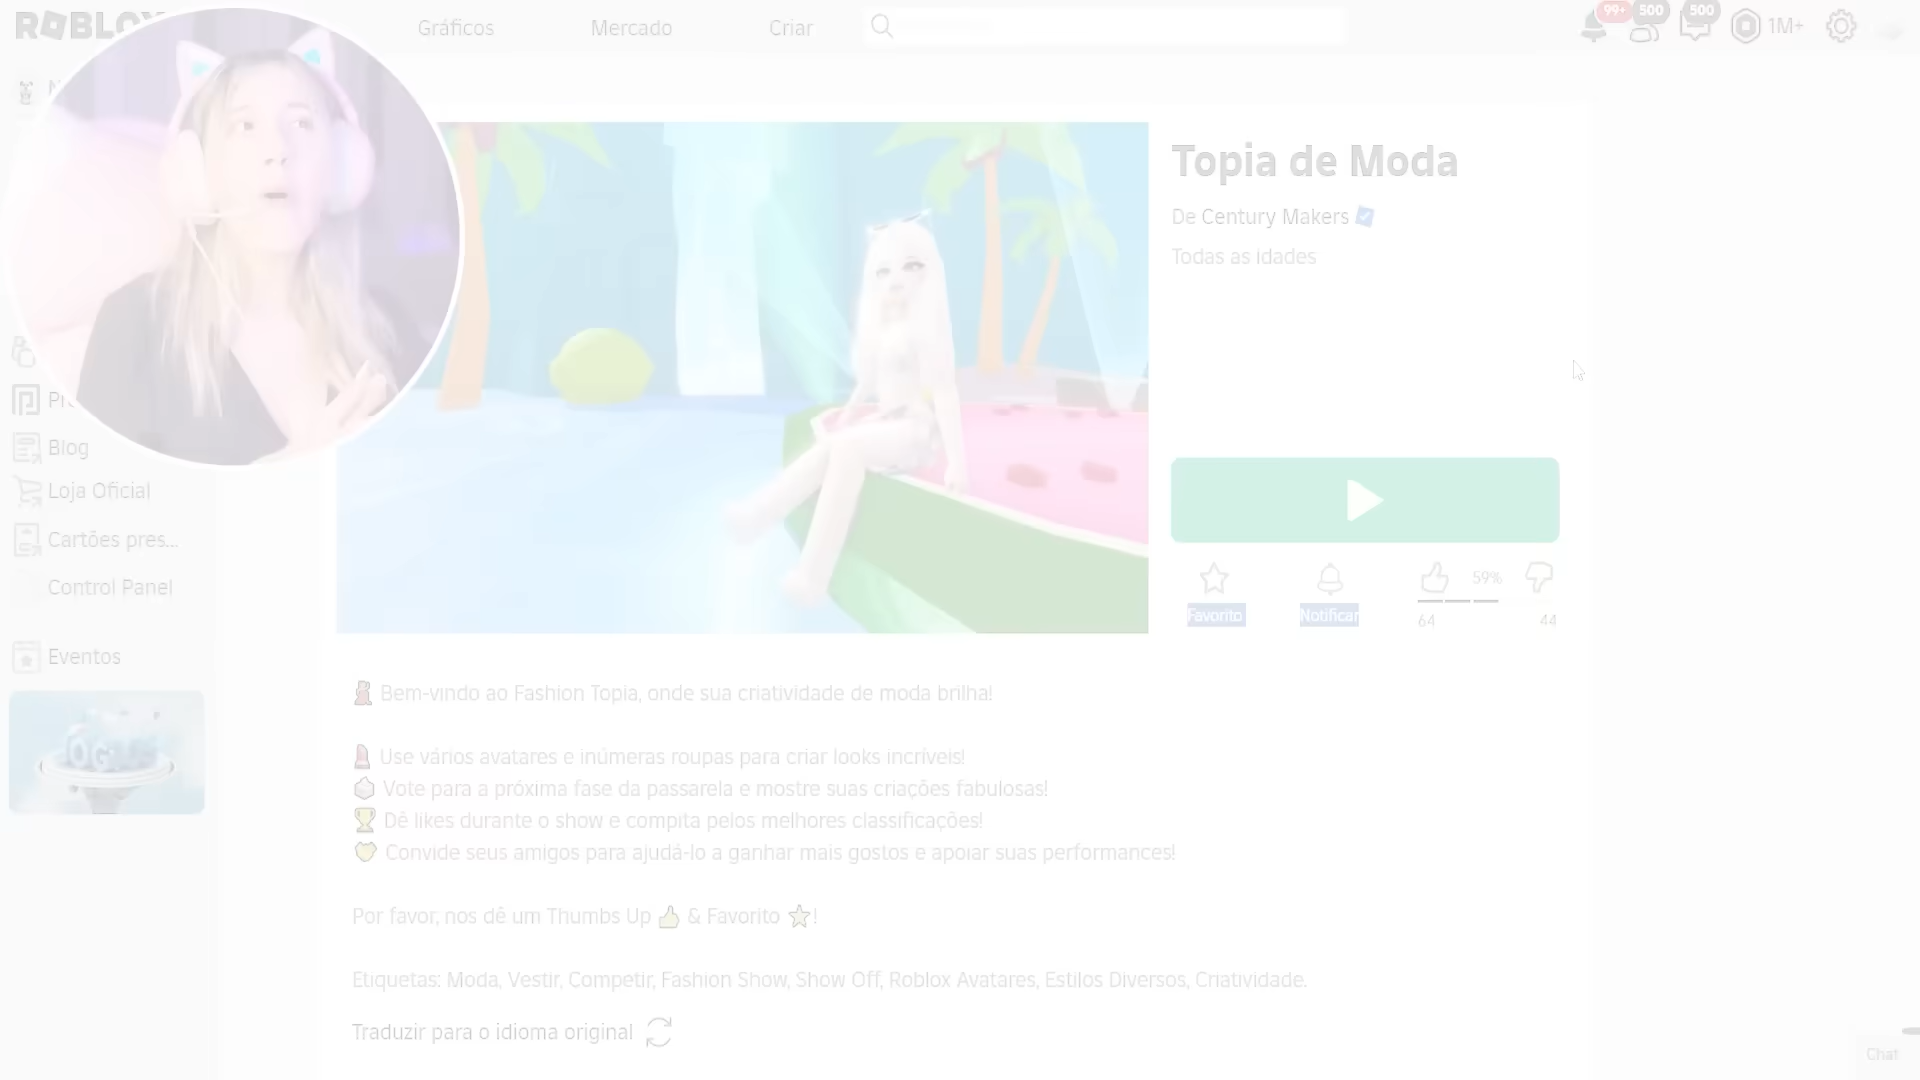 ROBLOX
Gráficos
Mercado
Criar
99+
500
500
1M+
Topia de Moda
De Century Makers
Todas as idades
Blog
Loja Oficial
Cartões pres...
Control Panel
Eventos
59%
Favorito
Notificar
64
44
Bem-vindo ao Fashion Topia, onde sua criatividade de moda brilha!
Use vários avatares e inúmeras roupas para criar looks incríveis!
Vote para a próxima fase da passarela e mostre suas criações fabulosas!
Dê likes durante o show e compita pelos melhores classificações!
Convide seus amigos para ajudá-lo a ganhar mais gostos e apoiar suas performances!
Por favor, nos dê um Thumbs Up 👍 & Favorito ⭐!
Etiquetas: Moda, Vestir, Competir, Fashion Show, Show Off, Roblox Avatares, Estilos Diversos, Criatividade.
Traduzir para o idioma original
Chat